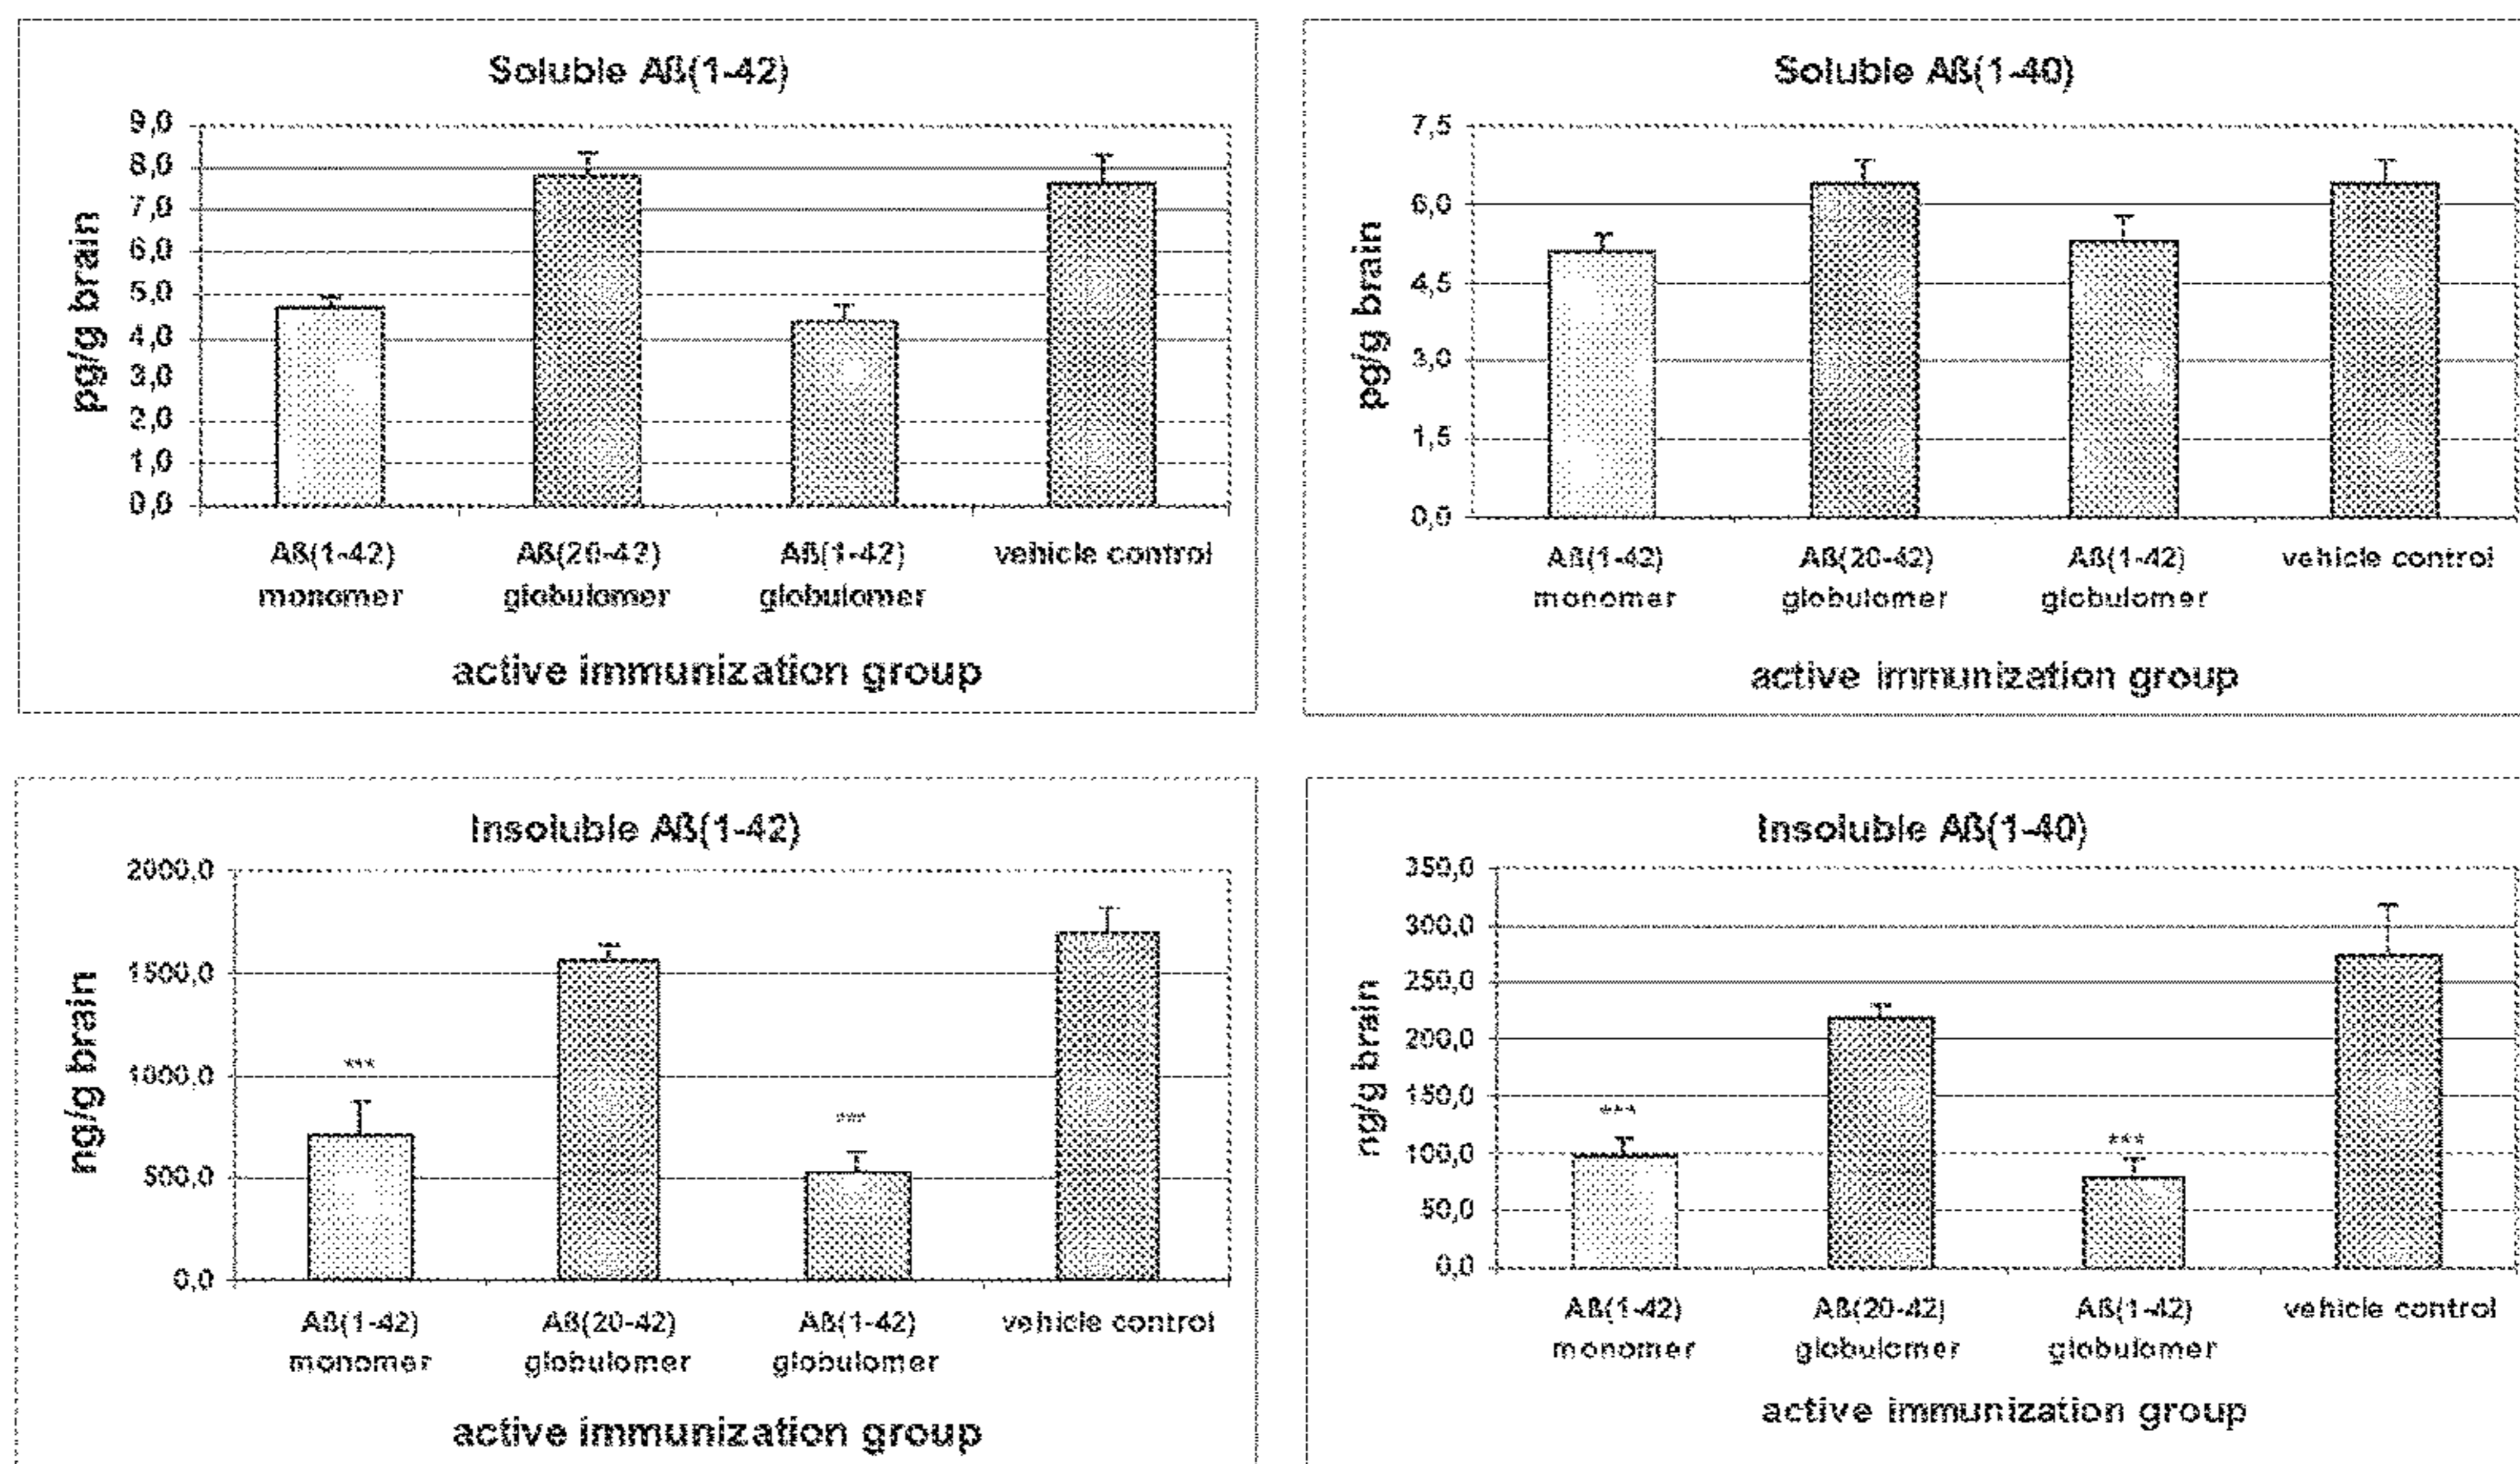 Soluble Aß(1-42)
pg/g brain
9,0
8,0
7,0
6,0
5,0
4,0
3,0
2,0
1,0
0,0
Aß(1-42) monomer
Aß(20-42) globulomer
Aß(1-42) globulomer
vehicle control
active immunization group
Soluble Aß(1-40)
pg/g brain
7,5
6,0
4,5
3,0
1,5
0,0
Aß(1-42) monomer
Aß(20-42) globulomer
Aß(1-42) globulomer
vehicle control
active immunization group
Insoluble Aß(1-42)
ng/g brain
2000,0
1500,0
1000,0
500,0
0,0
***
***
Aß(1-42) monomer
Aß(20-42) globulomer
Aß(1-42) globulomer
vehicle control
active immunization group
Insoluble Aß(1-40)
ng/g brain
350,0
300,0
250,0
200,0
150,0
100,0
50,0
0,0
***
***
Aß(1-42) monomer
Aß(20-42) globulomer
Aß(1-42) globulomer
vehicle control
active immunization group